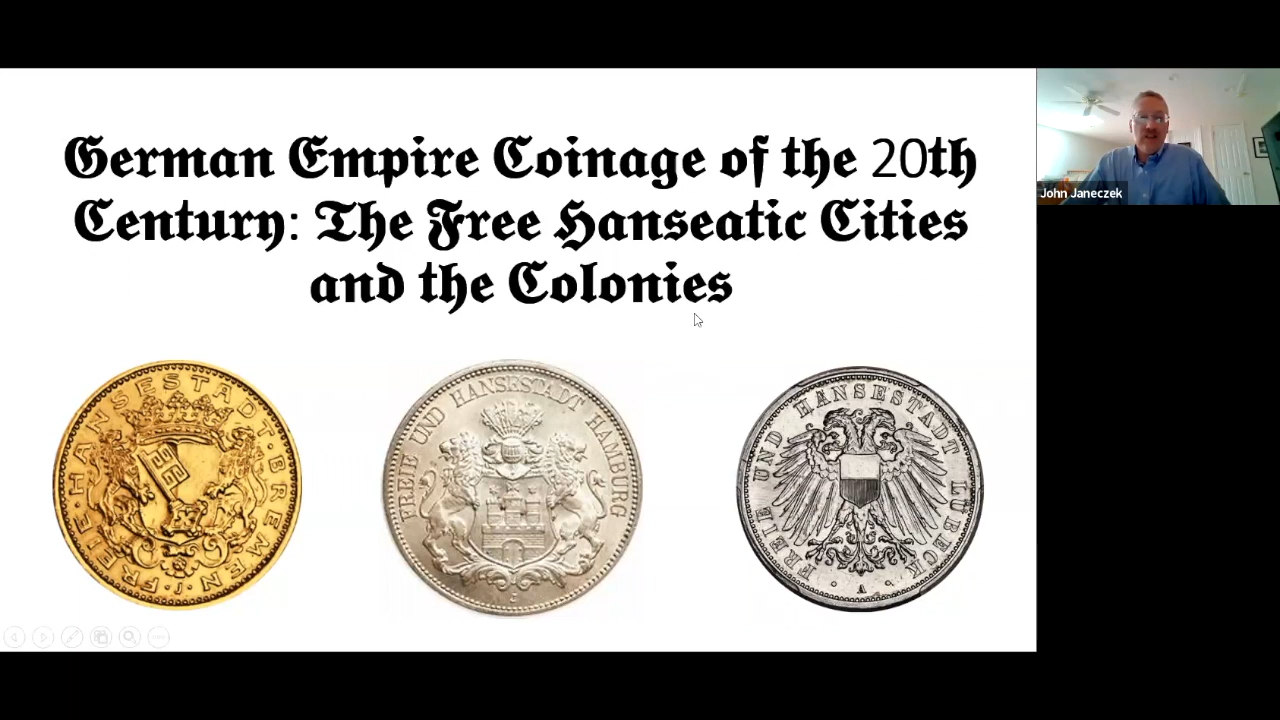 German Empire Coinage of the 20th
Century: The Free Hanseatic Cities
and the Colonies
John Janeczek
FREIE·HANSESTADT·BREMEN
·J·
FREIE UND HANSESTADT HAMBURG
J
FREIE UND HANSESTADT LÜBECK
A